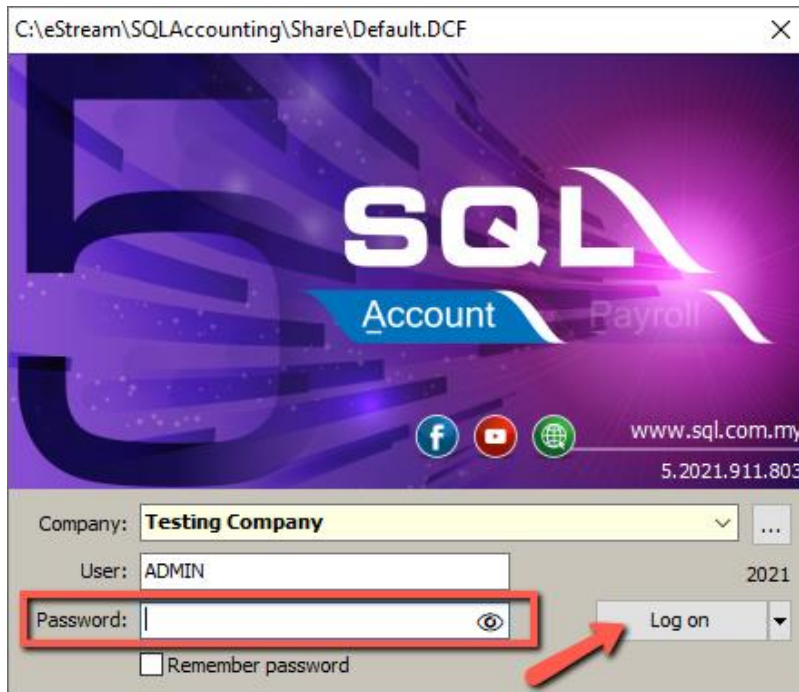 C:\eStream\SQLAccounting\Share\Default.DCF
5
SQL
Account Payroll
www.sql.com.my
5.2021.911.803
Company: Testing Company ...
User: ADMIN 2021
Password: Log on
Remember password